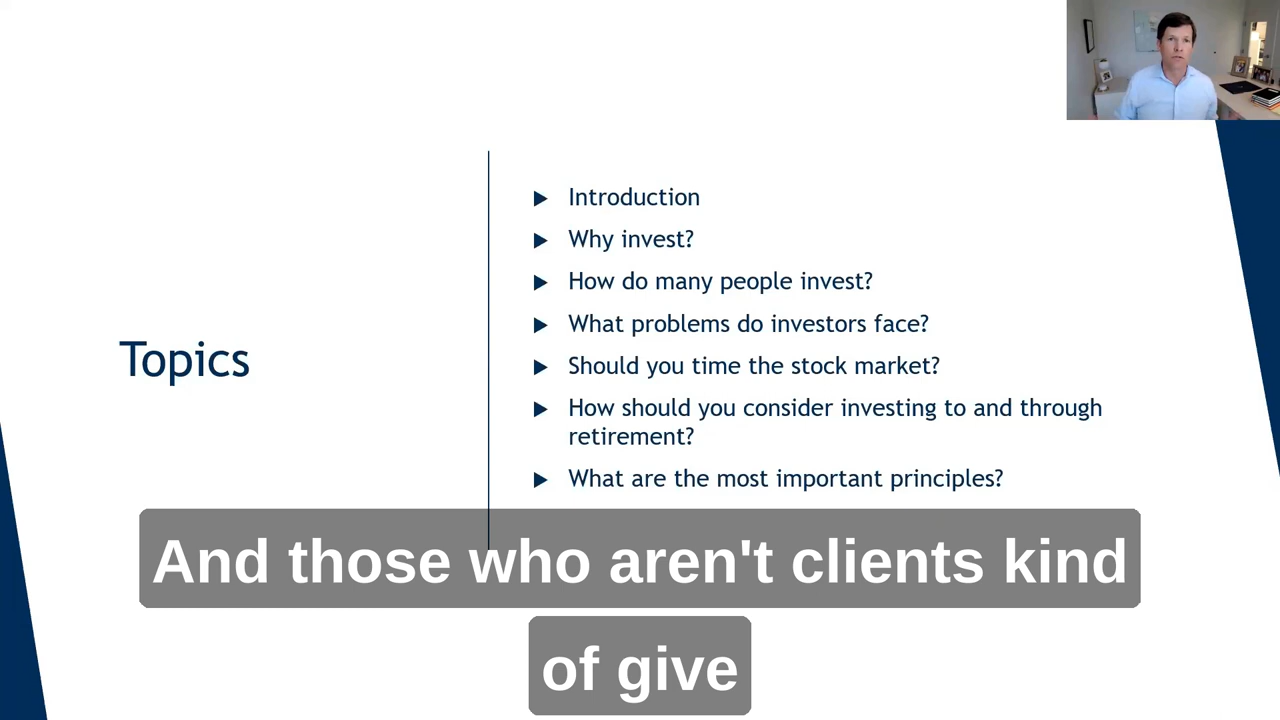 Topics
Introduction
Why invest?
How do many people invest?
What problems do investors face?
Should you time the stock market?
How should you consider investing to and through
retirement?
What are the most important principles?
And those who aren't clients kind
of give